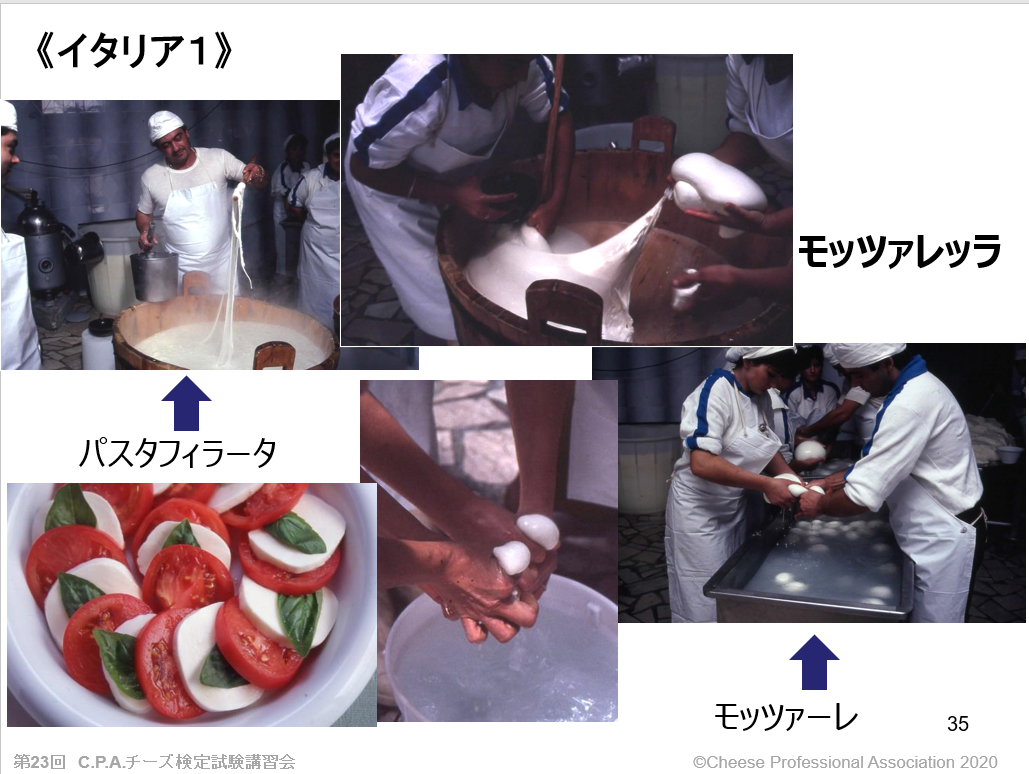 《イタリア１》
モッツァレッラ
パスタフィラータ
モッツァーレ
35
第23回 C.P.A.チーズ検定試験講習会
©Cheese Professional Association 2020